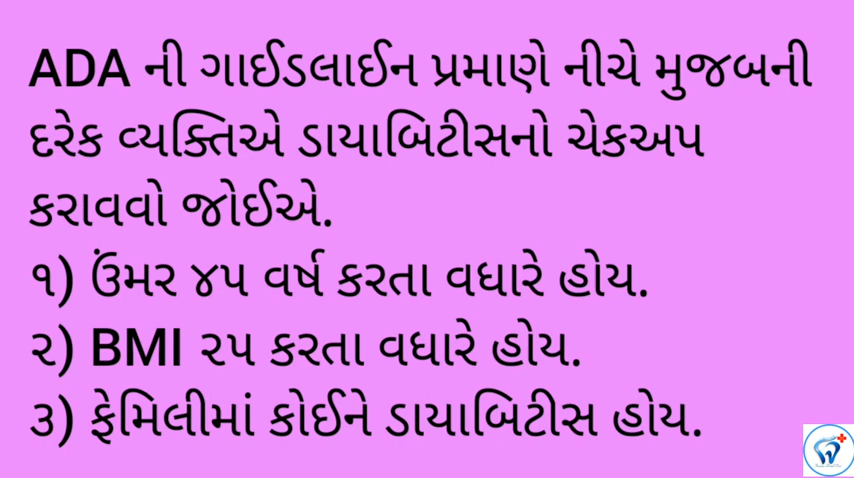 ADA ની ગાઈડલાઈન પ્રમાણે નીચે મુજબની
દરેક વ્યક્તિએ ડાયાબિટીસનો ચેકઅપ
કરાવવો જોઈએ.
૧) ઉંમર ૪૫ વર્ષ કરતા વધારે હોય.
૨) BMI ૨૫ કરતા વધારે હોય.
૩) ફેમિલીમાં કોઈને ડાયાબિટીસ હોય.